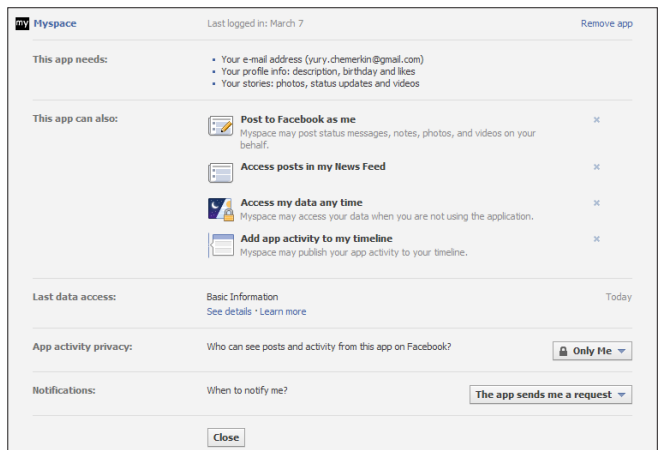 my Myspace Last logged in: March 7 Remove app
This app needs: • Your e-mail address (yury.chemerkin@gmail.com)
• Your profile info: description, birthday and likes
• Your stories: photos, status updates and videos
This app can also: Post to Facebook as me ×
Myspace may post status messages, notes, photos, and videos on your
behalf.
Access posts in my News Feed ×
Access my data any time ×
Myspace may access your data when you are not using the application.
Add app activity to my timeline ×
Myspace may publish your app activity to your timeline.
Last data access: Basic Information Today
See details · Learn more
App activity privacy: Who can see posts and activity from this app on Facebook? Only Me
Notifications: When to notify me? The app sends me a request
Close